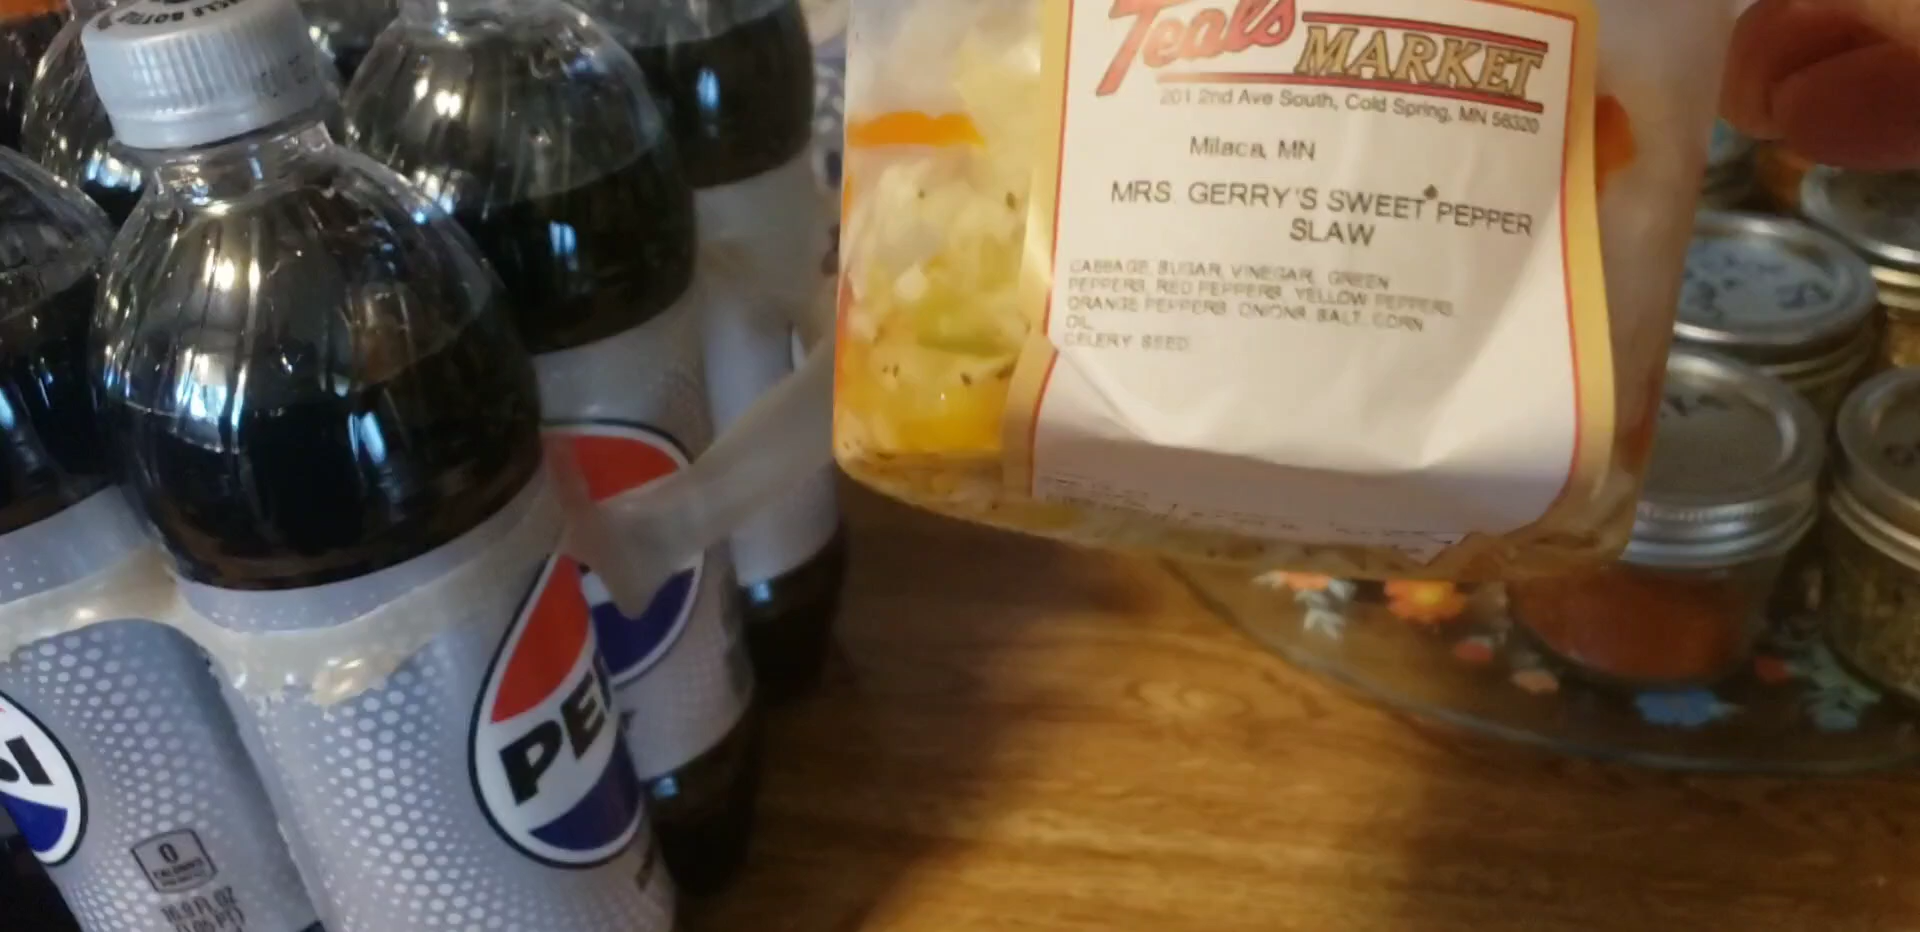 Teals
MARKET
201 2nd Ave South, Cold Spring, MN 56320
Milaca, MN
MRS. GERRY'S SWEET PEPPER
SLAW
CABBAGE, SUGAR, VINEGAR, GREEN
PEPPERS, RED PEPPERS, YELLOW PEPPERS,
ORANGE PEPPERS, ONIONS, SALT, CORN
OIL,
CELERY SEED
PE
0
CALORIES
16.9 FL OZ